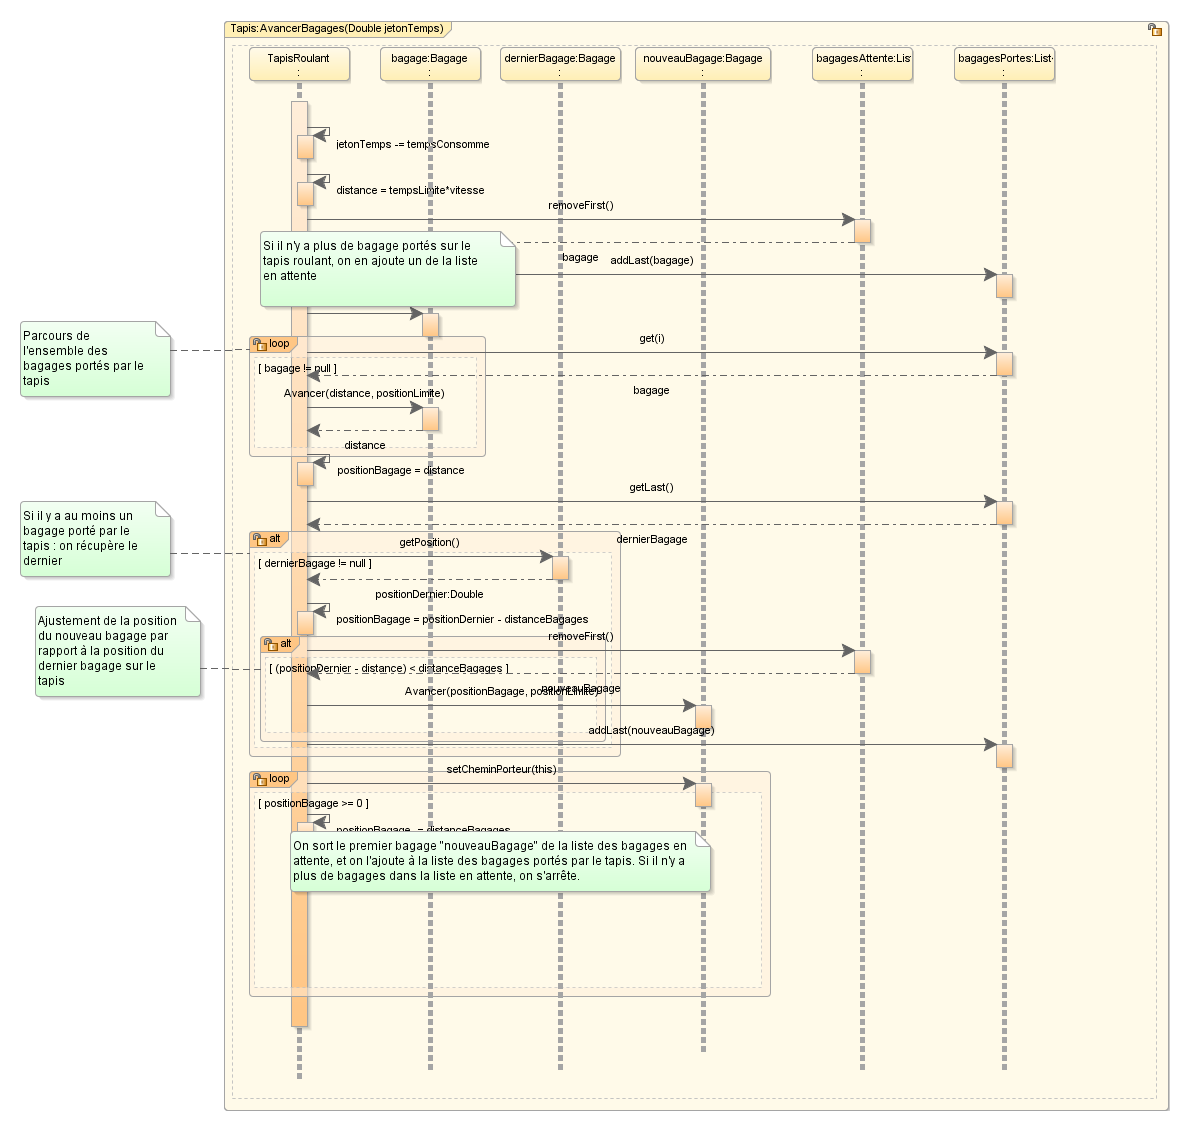 Tapis:AvancerBagages(Double jetonTemps)
TapisRoulant
:
bagage:Bagage
:
dernierBagage:Bagage
:
nouveauBagage:Bagage
:
bagagesAttente:List
:
bagagesPortes:List
:
jetonTemps -= tempsConsomme
distance = tempsLimite*vitesse
removeFirst()
Si il n'y a plus de bagage portés sur le
tapis roulant, on en ajoute un de la liste
en attente
bagage
addLast(bagage)
Parcours de
l'ensemble des
bagages portés par le
tapis
loop
get(i)
[ bagage != null ]
bagage
Avancer(distance, positionLimite)
distance
positionBagage = distance
getLast()
Si il y a au moins un
bagage porté par le
tapis : on récupère le
dernier
alt
getPosition()
dernierBagage
[ dernierBagage != null ]
positionDernier:Double
positionBagage = positionDernier - distanceBagages
Ajustement de la position
du nouveau bagage par
rapport à la position du
dernier bagage sur le
tapis
alt
removeFirst()
[ (positionDernier - distance) < distanceBagages ]
nouveauBagage
Avancer(positionBagage, positionLimite)
addLast(nouveauBagage)
loop
setCheminPorteur(this)
[ positionBagage >= 0 ]
positionBagage -= distanceBagages
On sort le premier bagage "nouveauBagage" de la liste des bagages en
attente, et on l'ajoute à la liste des bagages portés par le tapis. Si il n'y a
plus de bagages dans la liste en attente, on s'arrête.